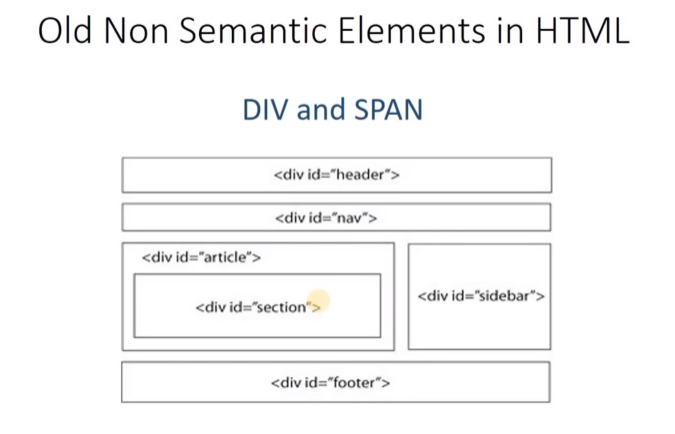 Old Non Semantic Elements in HTML
DIV and SPAN
<div id="header">
<div id="nav">
<div id="article">
<div id="section">
<div id="sidebar">
<div id="footer">